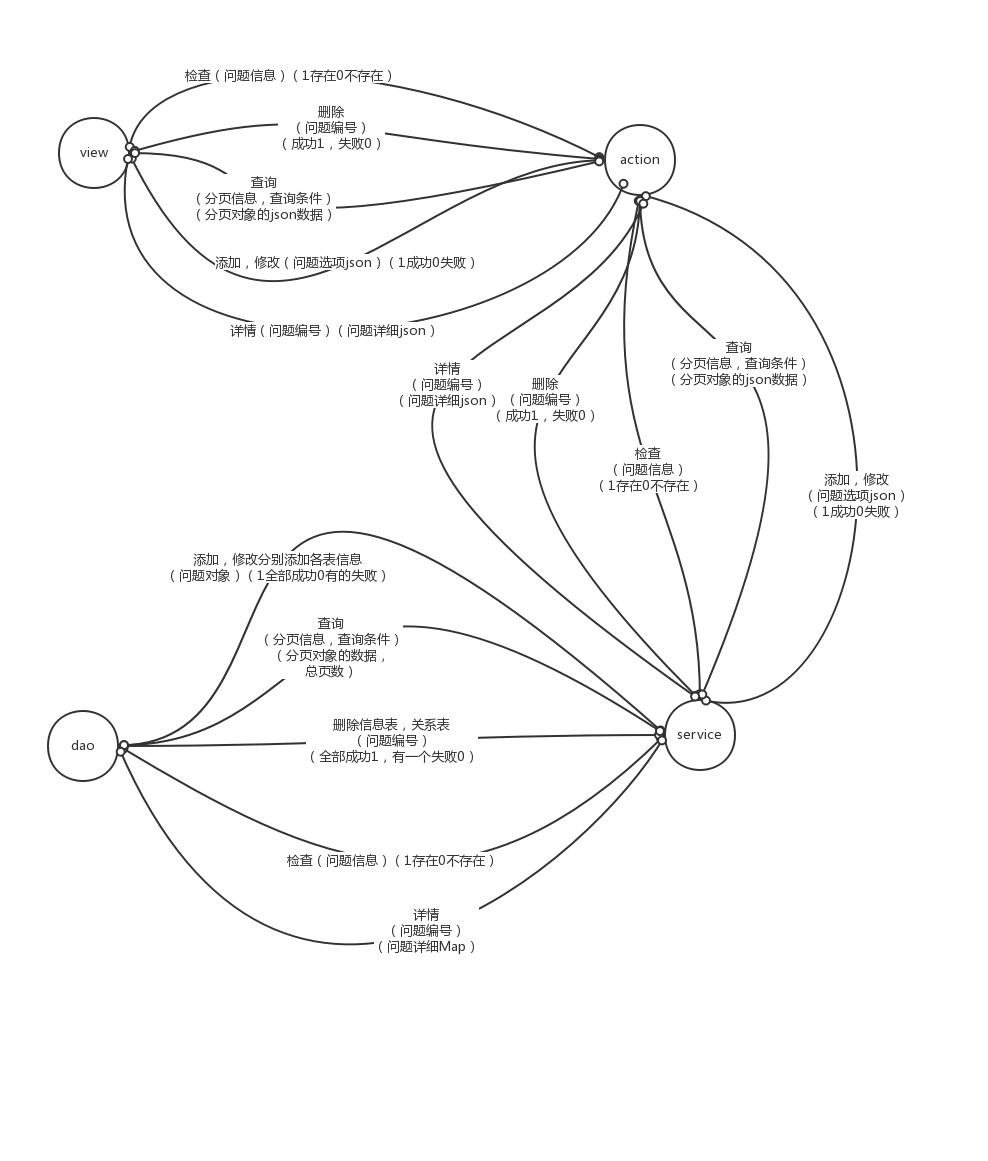 检查（问题信息）（1存在0不存在）
删除
（问题编号）
（成功1，失败0）
view
action
查询
（分页信息，查询条件）
（分页对象的json数据）
添加，修改（问题选项json）（1成功0失败）
详情（问题编号）（问题详细json）
详情
（问题编号）
（问题详细json）
删除
（问题编号）
（成功1，失败0）
查询
（分页信息，查询条件）
（分页对象的json数据）
检查
（问题信息）
（1存在0不存在）
添加，修改
（问题选项json）
（1成功0失败）
添加，修改分别添加各表信息
（问题对象）（1全部成功0有的失败）
查询
（分页信息，查询条件）
（分页对象的数据，
总页数）
删除信息表，关系表
（问题编号）
（全部成功1，有一个失败0）
dao
service
检查（问题信息）（1存在0不存在）
详情
（问题编号）
（问题详细Map）